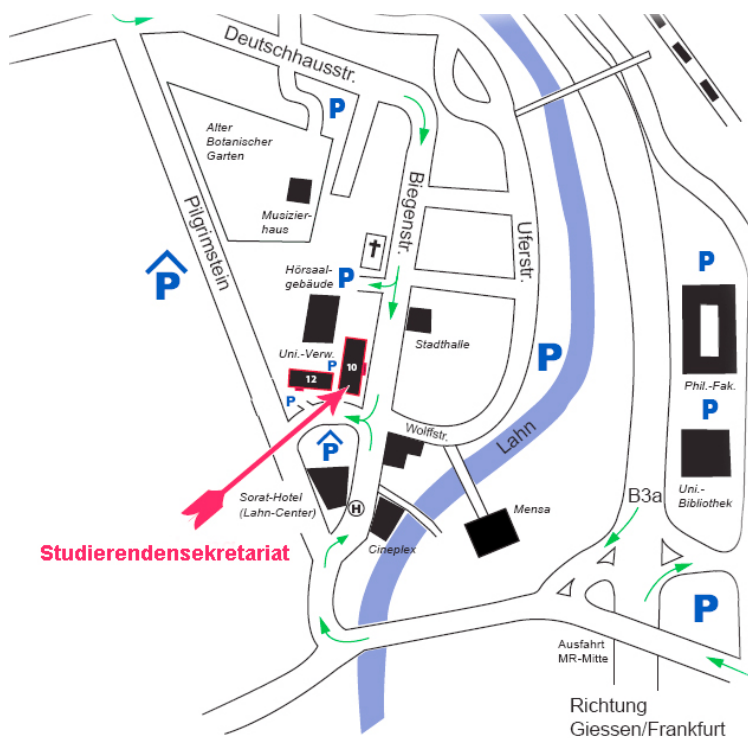 Deutschhausstr.
P
Alter
Botanischer
Garten
Biegenstr.
Pilgrimstein
Musizier-
haus
Uferstr.
P
Hörsaal-
gebäude
P
P
Stadthalle
Uni.-Verw.
P
10
12
P
P
Phil.-Fak.
P
P
Wolffstr.
Lahn
Sorat-Hotel
(Lahn-Center)
H
Mensa
B3a
Uni.-
Bibliothek
Studierendensekretariat
Cineplex
P
Ausfahrt
MR-Mitte
Richtung
Giessen/Frankfurt